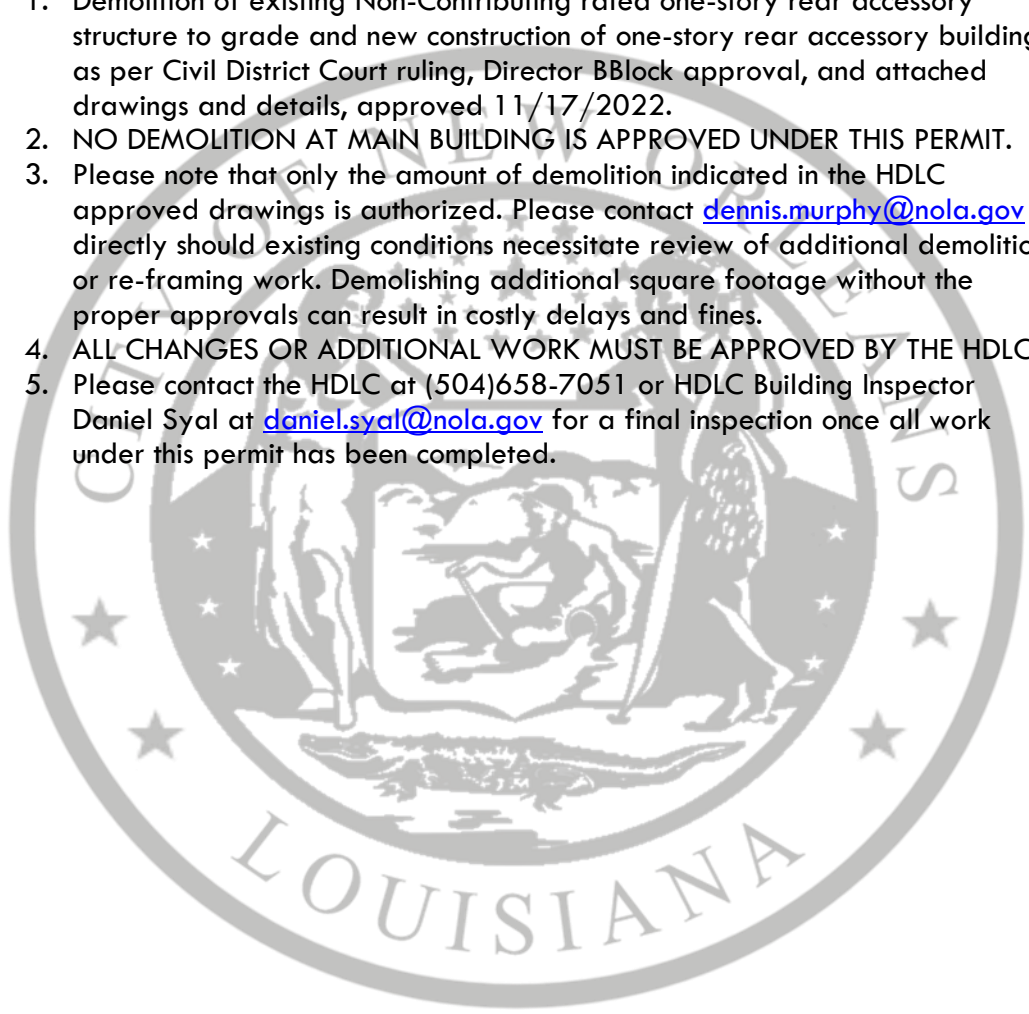 1. Demolition of existing Non-Contributing rated one-story rear accessory
structure to grade and new construction of one-story rear accessory building
as per Civil District Court ruling, Director BBlock approval, and attached
drawings and details, approved 11/17/2022.
2. NO DEMOLITION AT MAIN BUILDING IS APPROVED UNDER THIS PERMIT.
3. Please note that only the amount of demolition indicated in the HDLC
approved drawings is authorized. Please contact dennis.murphy@nola.gov
directly should existing conditions necessitate review of additional demolitio
or re-framing work. Demolishing additional square footage without the
proper approvals can result in costly delays and fines.
4. ALL CHANGES OR ADDITIONAL WORK MUST BE APPROVED BY THE HDLC
5. Please contact the HDLC at (504)658-7051 or HDLC Building Inspector
Daniel Syal at daniel.syal@nola.gov for a final inspection once all work
under this permit has been completed.
CITY OF NEW ORLEANS
LOUISIANA